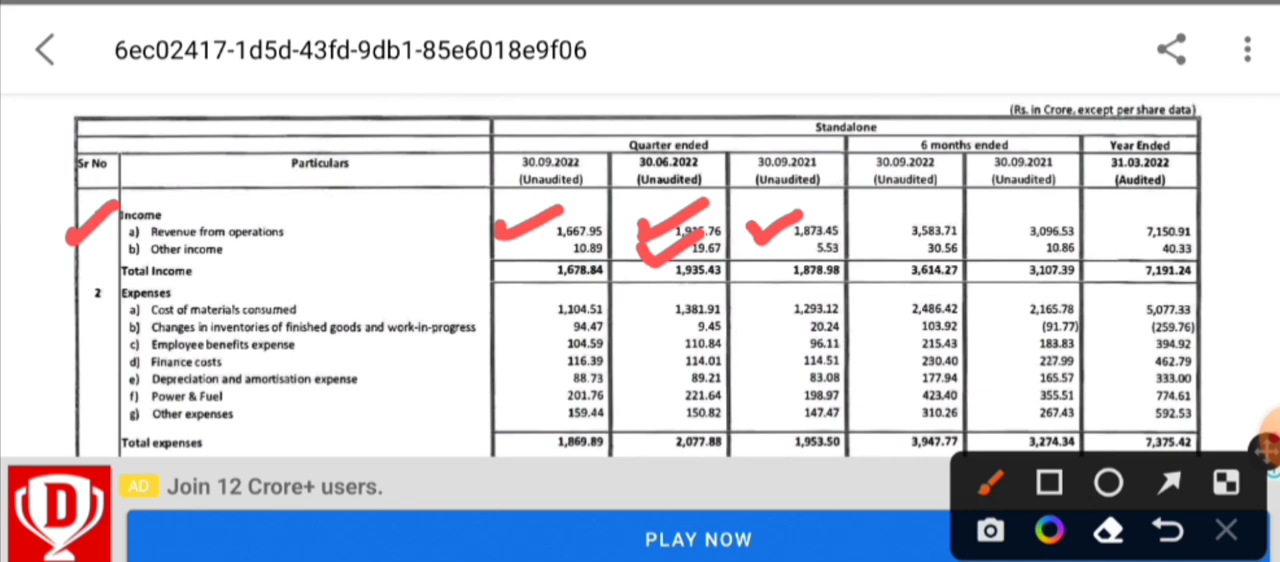 6ec02417-1d5d-43fd-9db1-85e6018e9f06
(Rs. in Crore, except per share data)
Standalone
Quarter ended 6 months ended Year Ended
Sr No Particulars 30.09.2022 30.06.2022 30.09.2021 30.09.2022 30.09.2021 31.03.2022
(Unaudited) (Unaudited) (Unaudited) (Unaudited) (Unaudited) (Audited)
Income
a) Revenue from operations 1,667.95 1,873.45 3,583.71 3,096.53 7,150.91
b) Other income 10.89 19.67 5.53 30.56 10.86 40.33
Total Income 1,678.84 1,935.43 1,878.98 3,614.27 3,107.39 7,191.24
2 Expenses
a) Cost of materials consumed 1,104.51 1,381.91 1,293.12 2,486.42 2,165.78 5,077.33
b) Changes in inventories of finished goods and work-in-progress 94.47 9.45 20.24 103.92 (91.77) (259.76)
c) Employee benefits expense 104.59 110.84 96.11 215.43 183.83 394.92
d) Finance costs 116.39 114.01 114.51 230.40 227.99 462.79
e) Depreciation and amortisation expense 88.73 89.21 83.08 177.94 165.57 333.00
f) Power & Fuel 201.76 221.64 198.97 423.40 355.51 774.61
g) Other expenses 159.44 150.82 147.47 310.26 267.43 592.53
Total expenses 1,869.89 2,077.88 1,953.50 3,947.77 3,274.34 7,375.42
D
AD Join 12 Crore+ users.
PLAY NOW